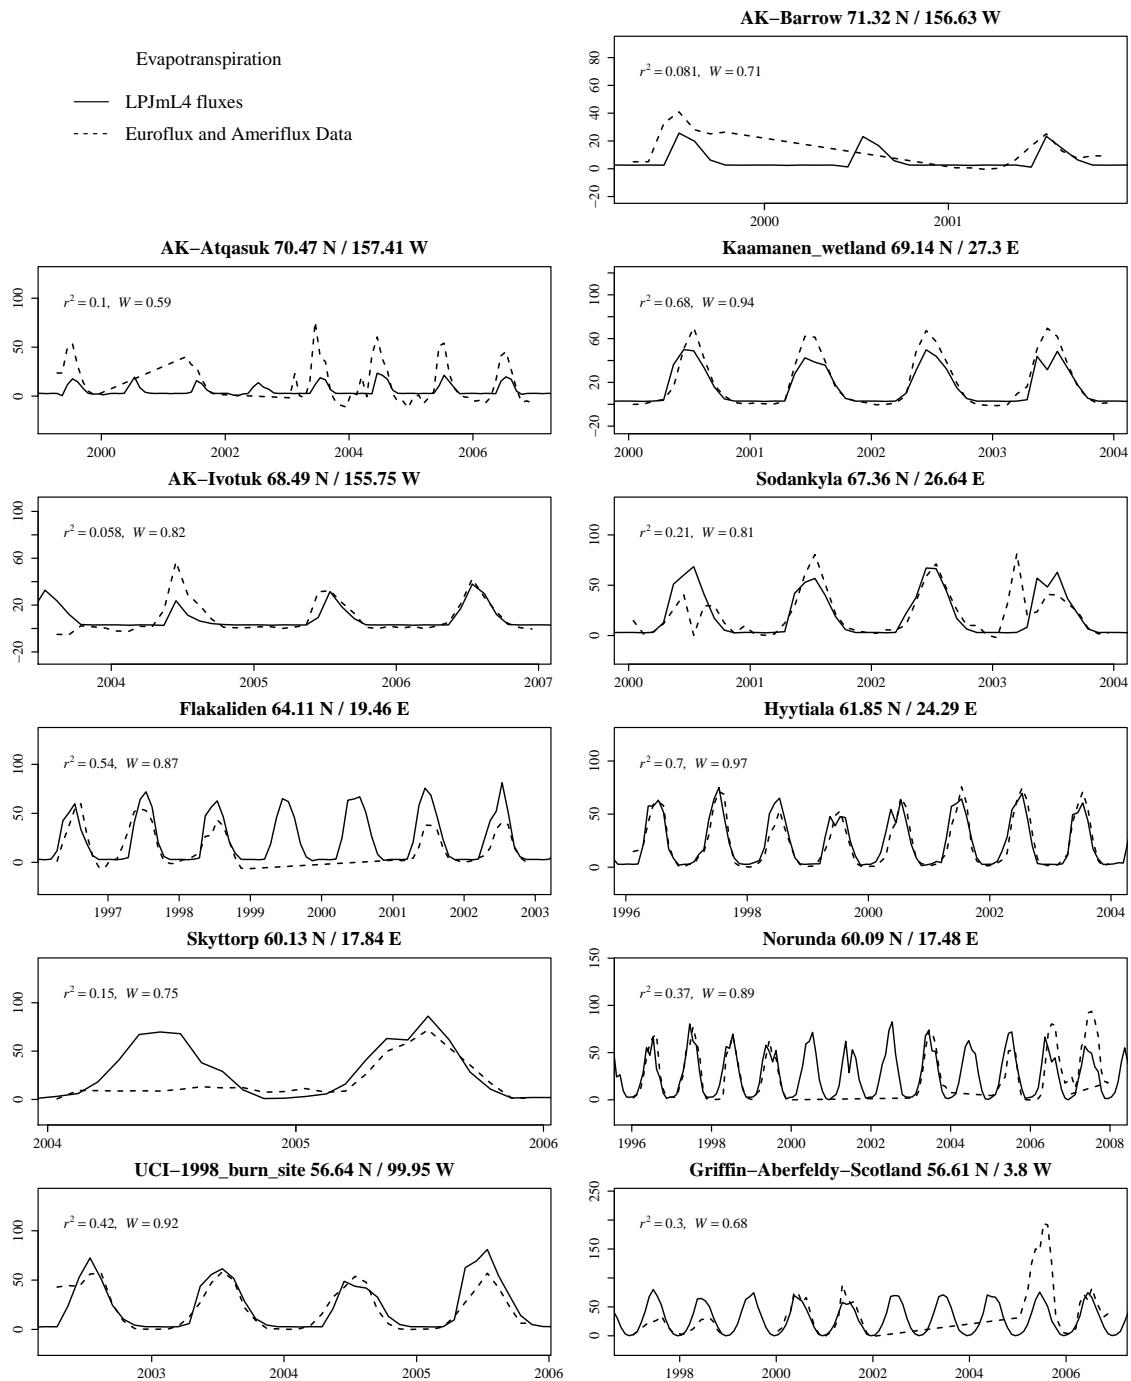 Evapotranspiration
LPJmL4 fluxes
Euroflux and Ameriflux Data
AK−Barrow 71.32 N / 156.63 W
r² = 0.081, W = 0.71
−20 0 20 40 60 80
2000 2001
AK−Atqasuk 70.47 N / 157.41 W
r² = 0.1, W = 0.59
0 50 100
2000 2002 2004 2006
Kaamanen_wetland 69.14 N / 27.3 E
r² = 0.68, W = 0.94
−20 20 60 100
2000 2001 2002 2003 2004
AK−Ivotuk 68.49 N / 155.75 W
r² = 0.058, W = 0.82
−20 20 60 100
2004 2005 2006 2007
Sodankyla 67.36 N / 26.64 E
r² = 0.21, W = 0.81
0 50 100
2000 2001 2002 2003 2004
Flakaliden 64.11 N / 19.46 E
r² = 0.54, W = 0.87
0 50 100
1997 1998 1999 2000 2001 2002 2003
Hyytiala 61.85 N / 24.29 E
r² = 0.7, W = 0.97
0 50 100
1996 1998 2000 2002 2004
Skyttorp 60.13 N / 17.84 E
r² = 0.15, W = 0.75
0 50 100
2004 2005 2006
Norunda 60.09 N / 17.48 E
r² = 0.37, W = 0.89
0 50 100 150
1996 1998 2000 2002 2004 2006 2008
UCI−1998_burn_site 56.64 N / 99.95 W
r² = 0.42, W = 0.92
0 50 100
2003 2004 2005 2006
Griffin−Aberfeldy−Scotland 56.61 N / 3.8 W
r² = 0.3, W = 0.68
0 50 150 250
1998 2000 2002 2004 2006